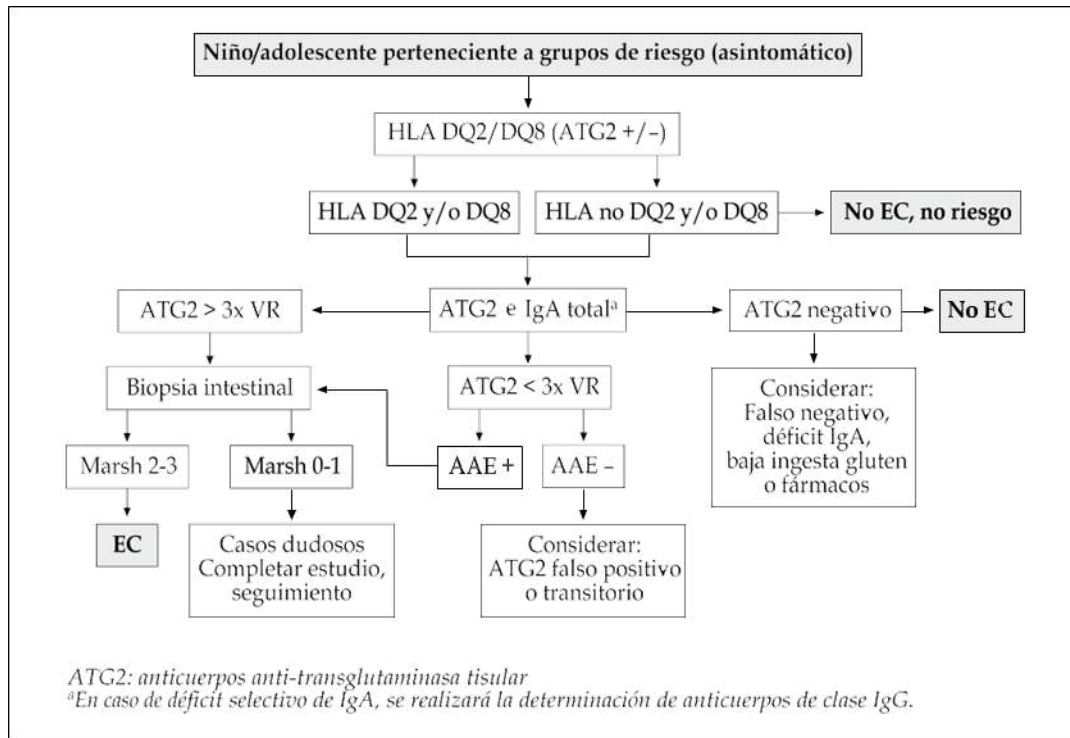 Niño/adolescente perteneciente a grupos de riesgo (asintomático)
HLA DQ2/DQ8 (ATG2 +/–)
HLA DQ2 y/o DQ8
HLA no DQ2 y/o DQ8
No EC, no riesgo
ATG2 > 3x VR
ATG2 e IgA totalª
ATG2 negativo
No EC
Biopsia intestinal
ATG2 < 3x VR
Considerar:
Falso negativo,
déficit IgA,
baja ingesta gluten
o fármacos
Marsh 2-3
Marsh 0-1
AAE +
AAE –
EC
Casos dudosos
Completar estudio,
seguimiento
Considerar:
ATG2 falso positivo
o transitorio
ATG2: anticuerpos anti-transglutaminasa tisular
ªEn caso de déficit selectivo de IgA, se realizará la determinación de anticuerpos de clase IgG.